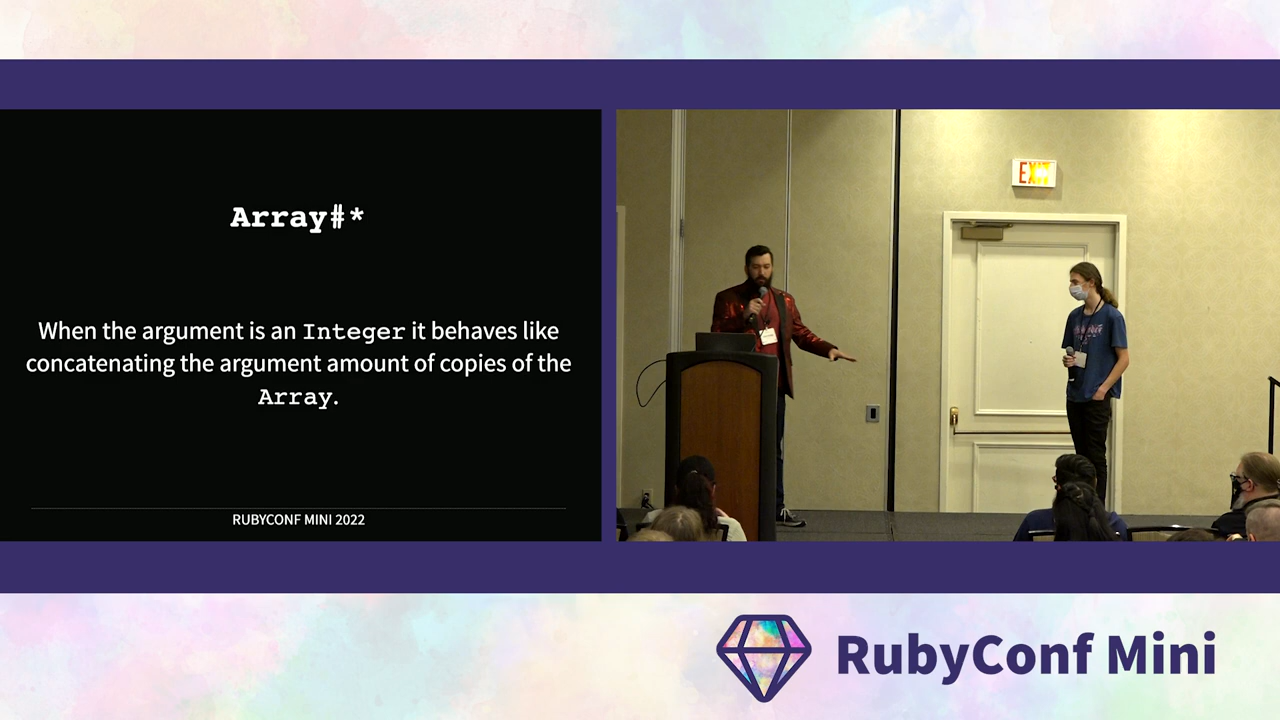 Array#*
When the argument is an Integer it behaves like
concatenating the argument amount of copies of the
Array.
RUBYCONF MINI 2022
EXIT
RubyConf Mini